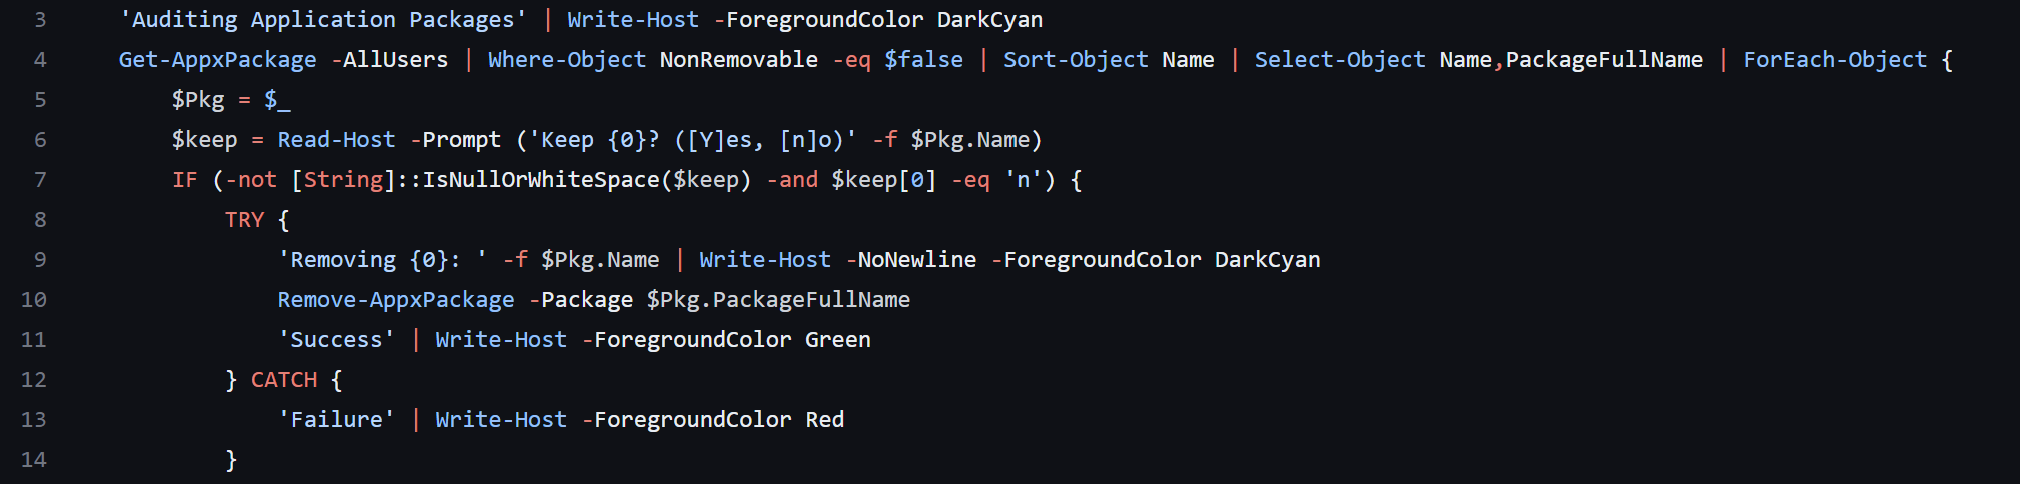 3 'Auditing Application Packages' | Write-Host -ForegroundColor DarkCyan
4 Get-AppxPackage -AllUsers | Where-Object NonRemovable -eq $false | Sort-Object Name | Select-Object Name,PackageFullName | ForEach-Object {
5 $Pkg = $_
6 $keep = Read-Host -Prompt ('Keep {0}? ([Y]es, [n]o)' -f $Pkg.Name)
7 IF (-not [String]::IsNullOrWhiteSpace($keep) -and $keep[0] -eq 'n') {
8 TRY {
9 'Removing {0}: ' -f $Pkg.Name | Write-Host -NoNewline -ForegroundColor DarkCyan
10 Remove-AppxPackage -Package $Pkg.PackageFullName
11 'Success' | Write-Host -ForegroundColor Green
12 } CATCH {
13 'Failure' | Write-Host -ForegroundColor Red
14 }